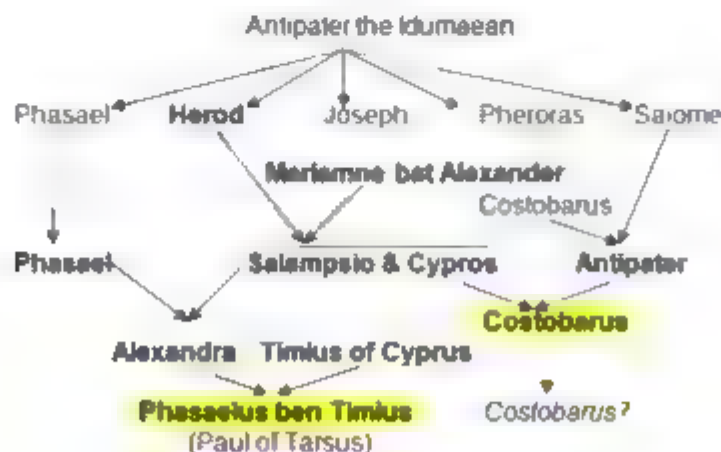 Antipater the Idumaean
Phasael Herod Joseph Pheroras Salome
Mariamne bat Alexander
Costobarus
Phasael Salampsio & Cypros Antipater
Costobarus
Alexandra Timius of Cyprus
Phasaelus ben Timius Costobarus?
(Paul of Tarsus)